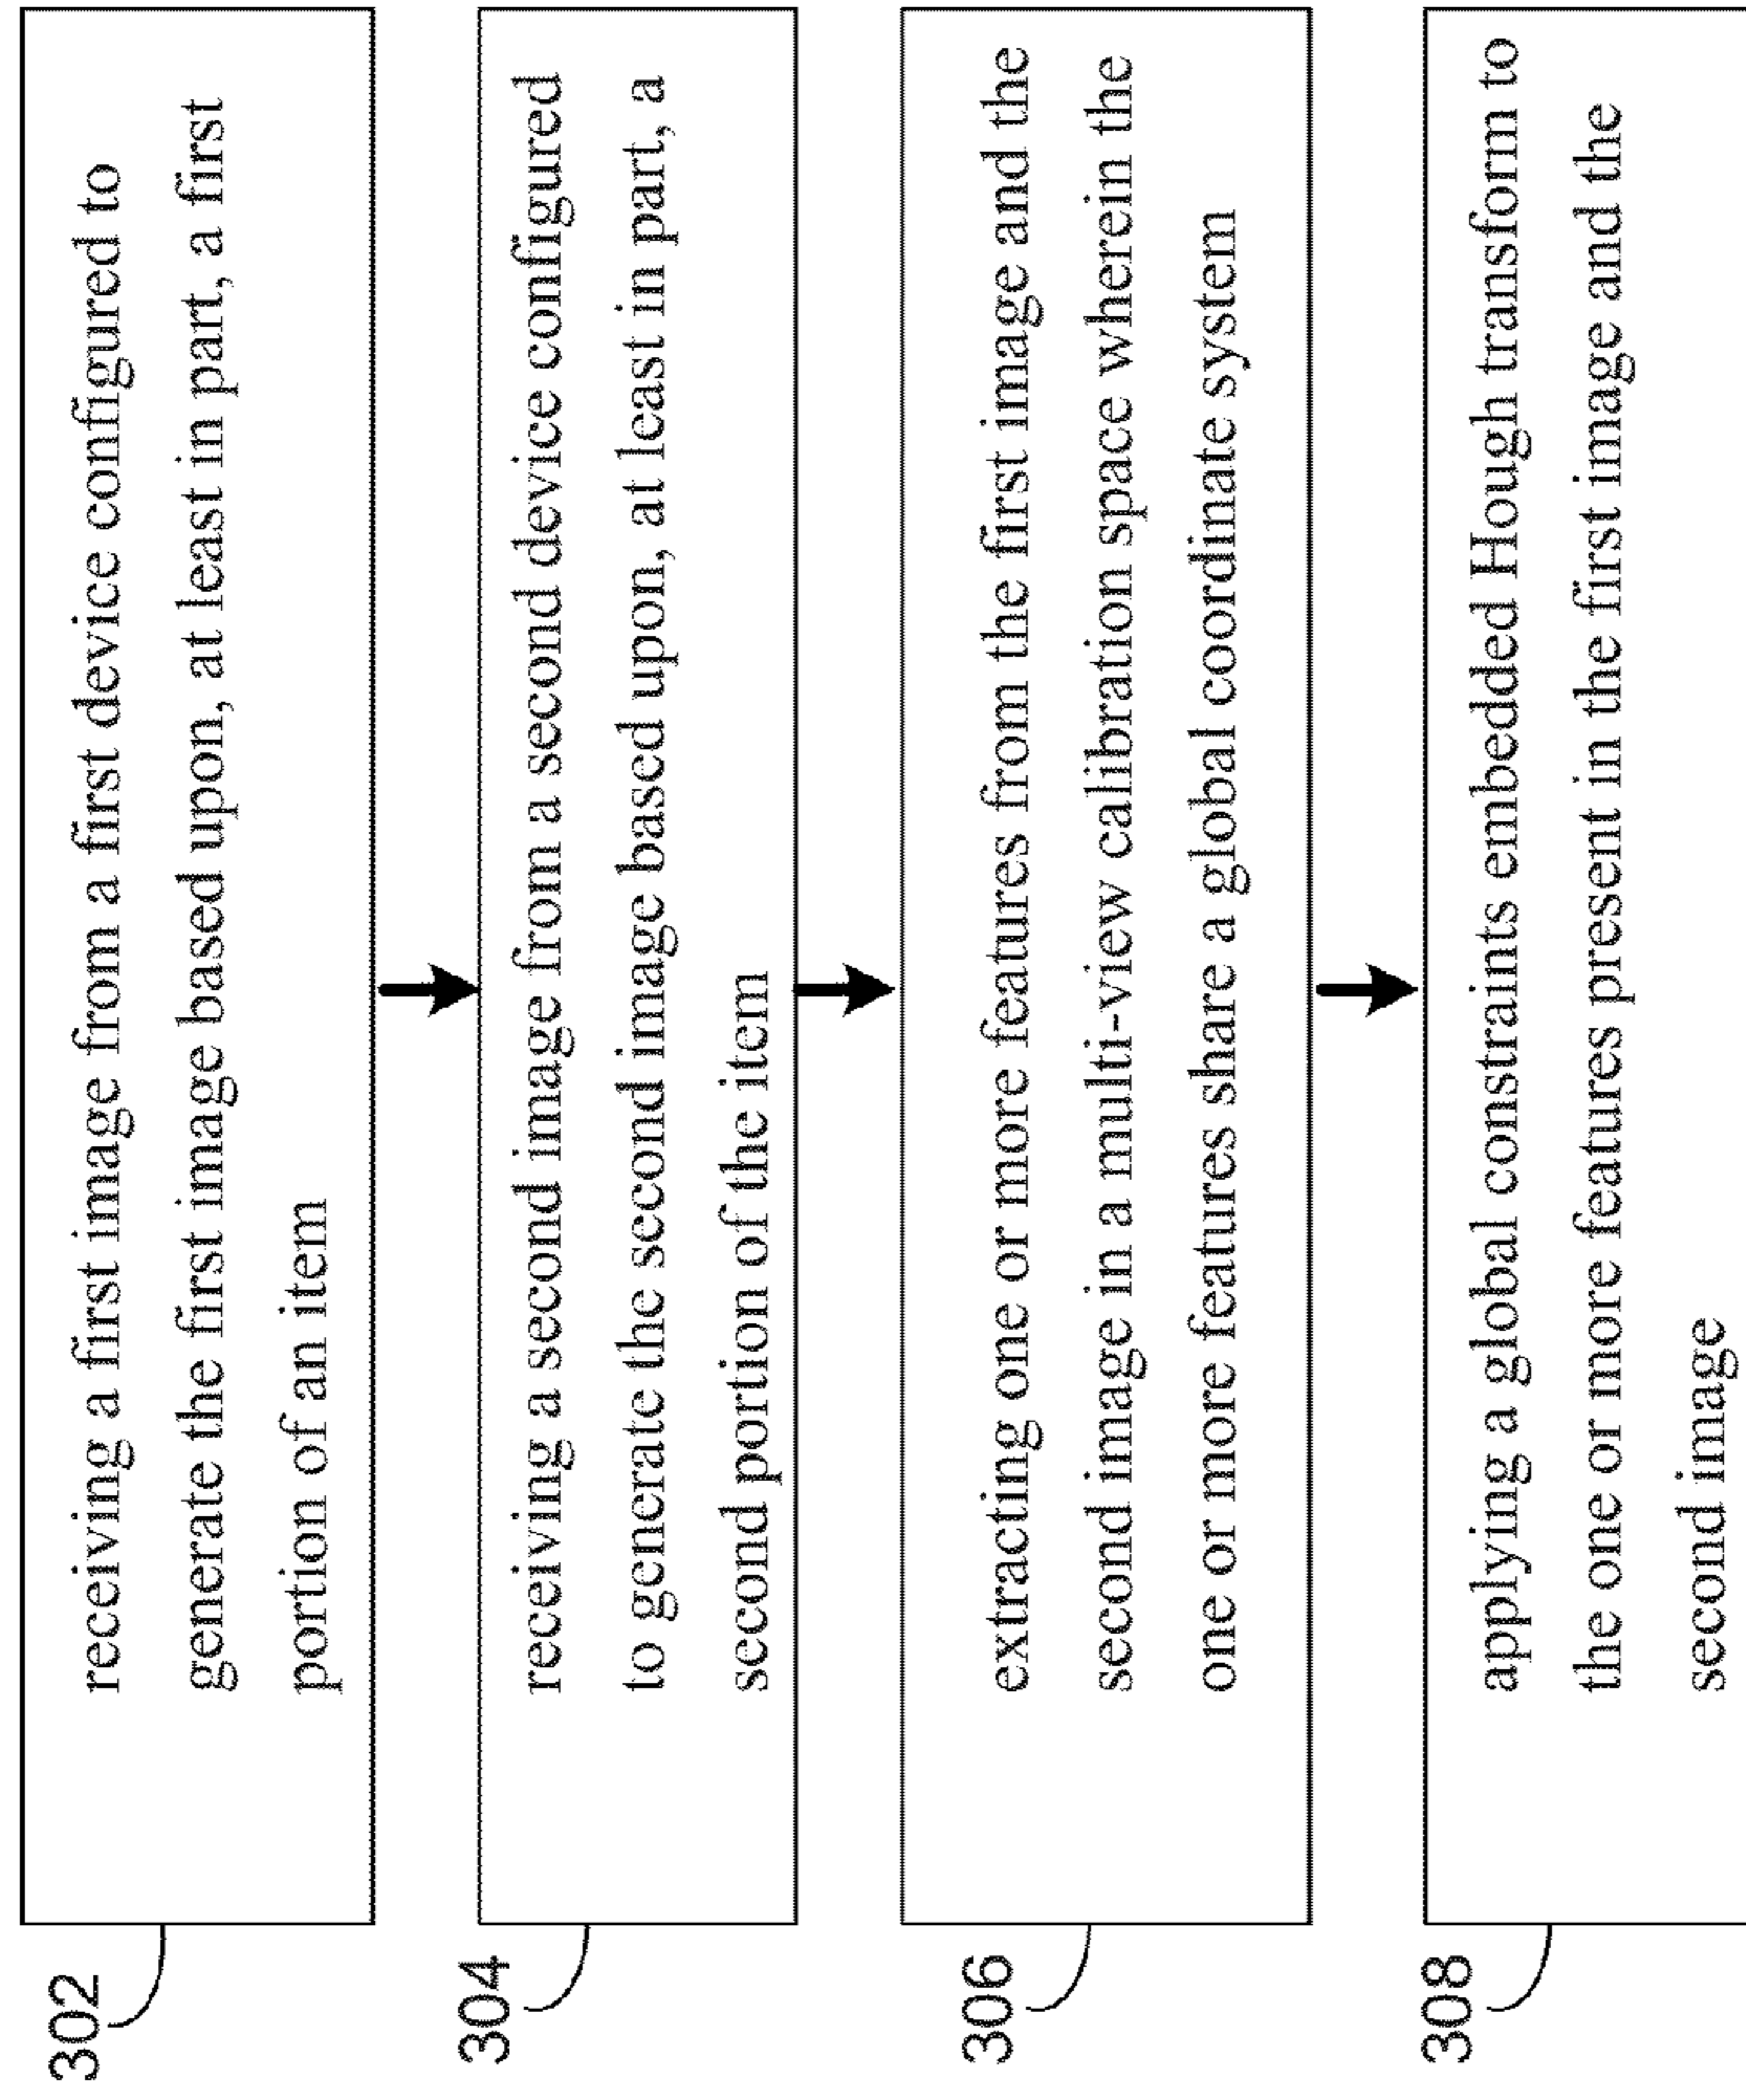 302
receiving a first image from a first device configured to
generate the first image based upon, at least in part, a first
portion of an item
304
receiving a second image from a second device configured
to generate the second image based upon, at least in part, a
second portion of the item
306
extracting one or more features from the first image and the
second image in a multi-view calibration space wherein the
one or more features share a global coordinate system
308
applying a global constraints embedded Hough transform to
the one or more features present in the first image and the
second image